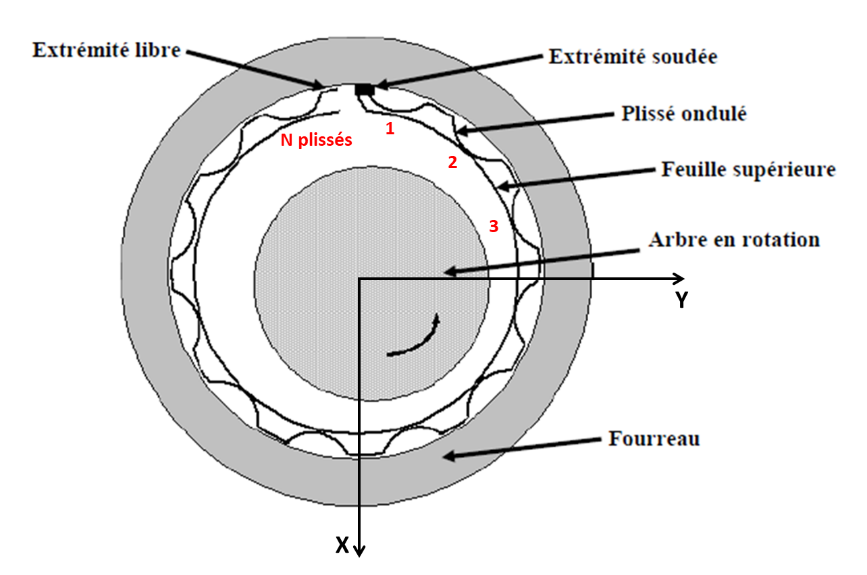 Extrémité libre
Extrémité soudée
Plissé ondulé
N plissés
1
2
Feuille supérieure
3
Arbre en rotation
Y
Fourreau
X